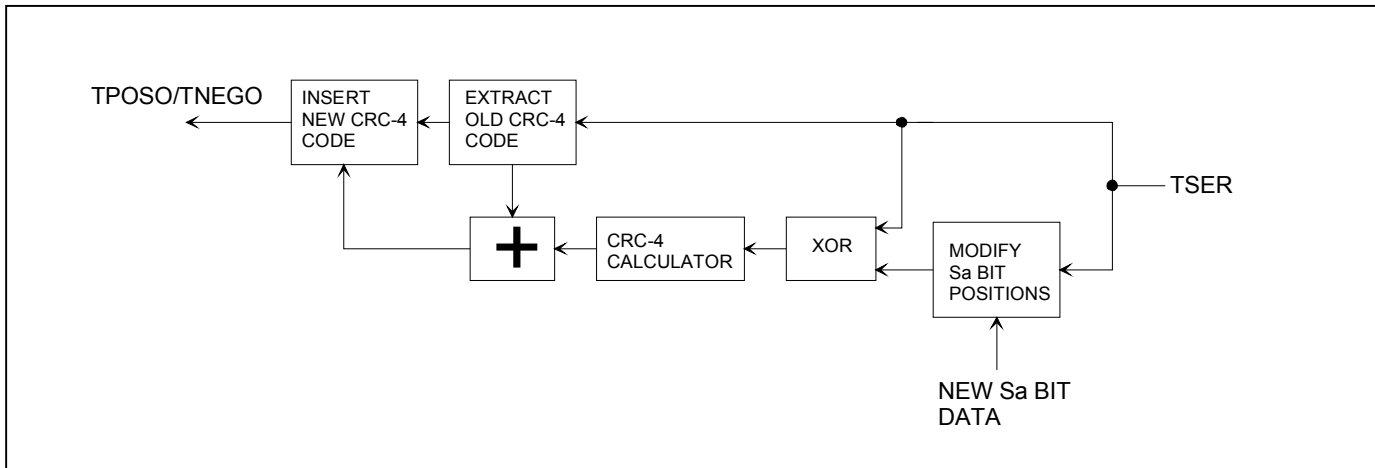 TPOSO/TNEGO
INSERT
NEW CRC-4
CODE
EXTRACT
OLD CRC-4
CODE
TSER
+
CRC-4
CALCULATOR
XOR
MODIFY
Sa BIT
POSITIONS
NEW Sa BIT
DATA